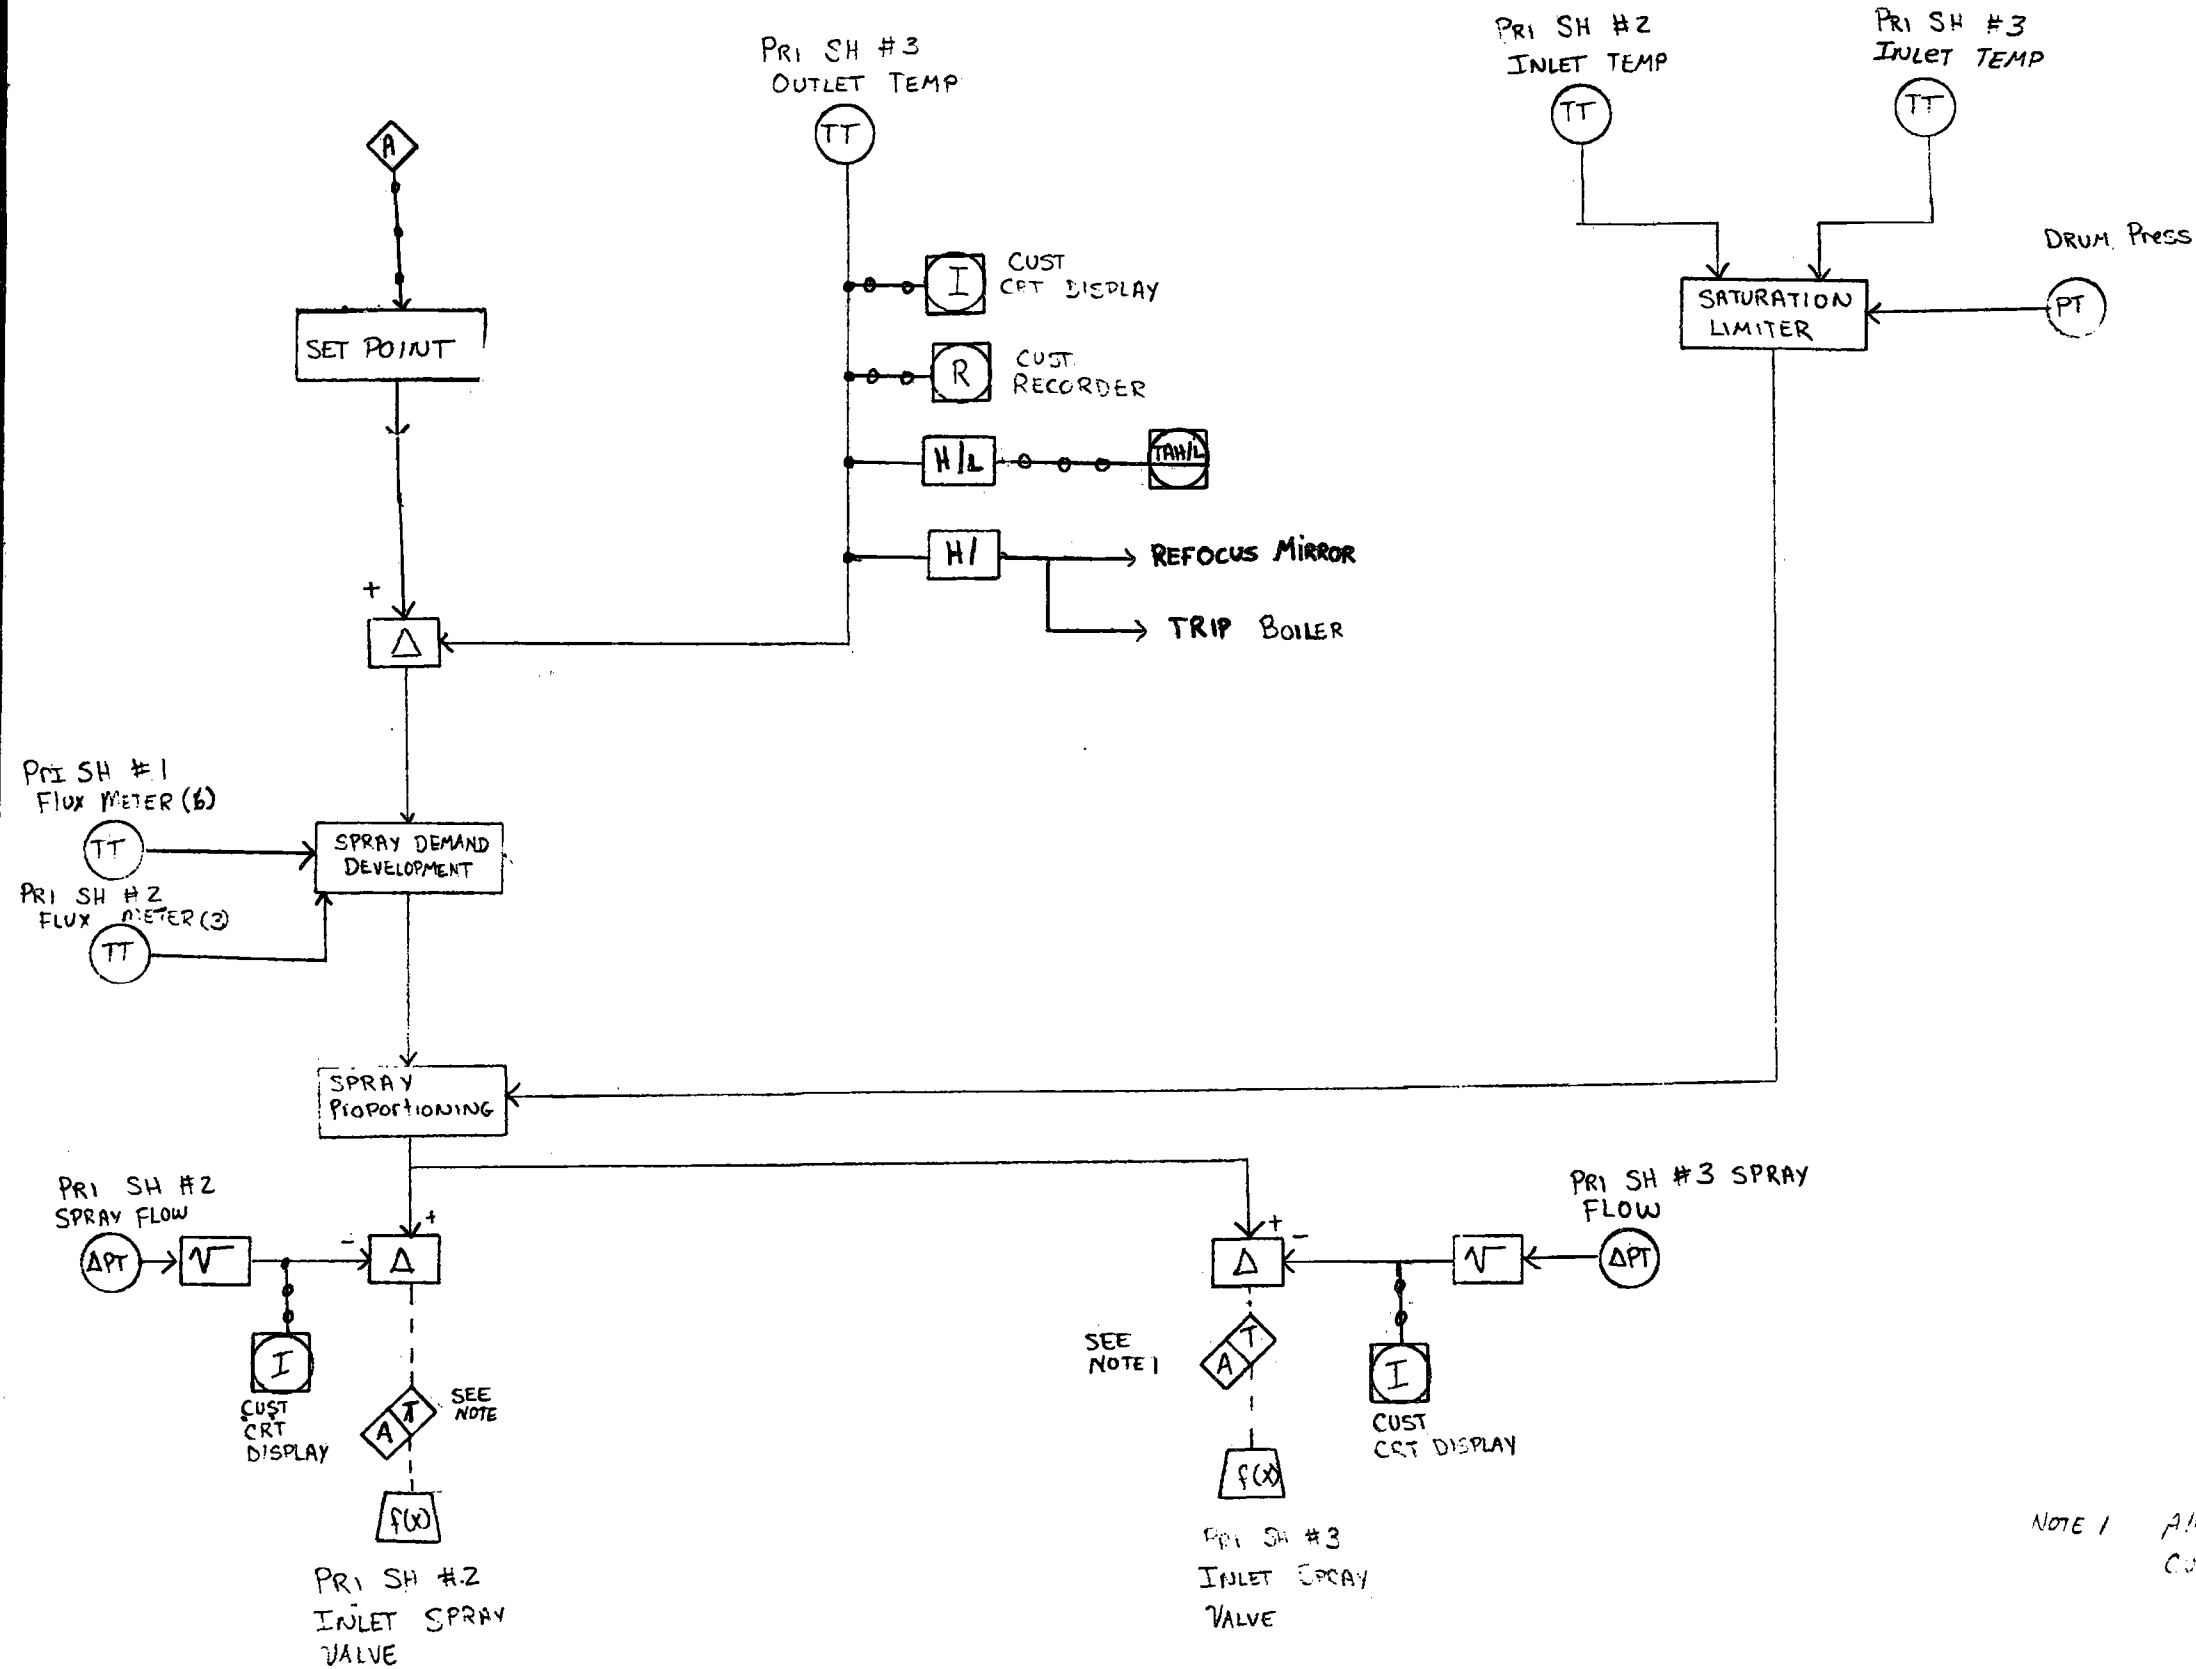 PRI SH #3
OUTLET TEMP
TT
PRI SH #2
INLET TEMP
TT
PRI SH #3
INLET TEMP
TT
A
SET POINT
I
CUST
CRT DISPLAY
R
CUST.
RECORDER
H/L
TAH/L
H/
REFOCUS MIRROR
TRIP BOILER
DRUM Press
PT
SATURATION
LIMITER
+
Δ
PRI SH #1
Flux METER (6)
TT
PRI SH #2
FLUX METER (3)
TT
SPRAY DEMAND
DEVELOPMENT
SPRAY
PROPORTIONING
PRI SH #2
SPRAY FLOW
ΔPT
√
-
+
Δ
I
CUST
CRT
DISPLAY
A
T
SEE
NOTE
f(x)
PRI SH #2
INLET SPRAY
VALVE
PRI SH #3 SPRAY
FLOW
ΔPT
√
+
-
Δ
SEE
NOTE 1
A
T
I
CUST
CRT DISPLAY
f(x)
PRI SH #3
INLET SPRAY
VALVE
NOTE 1